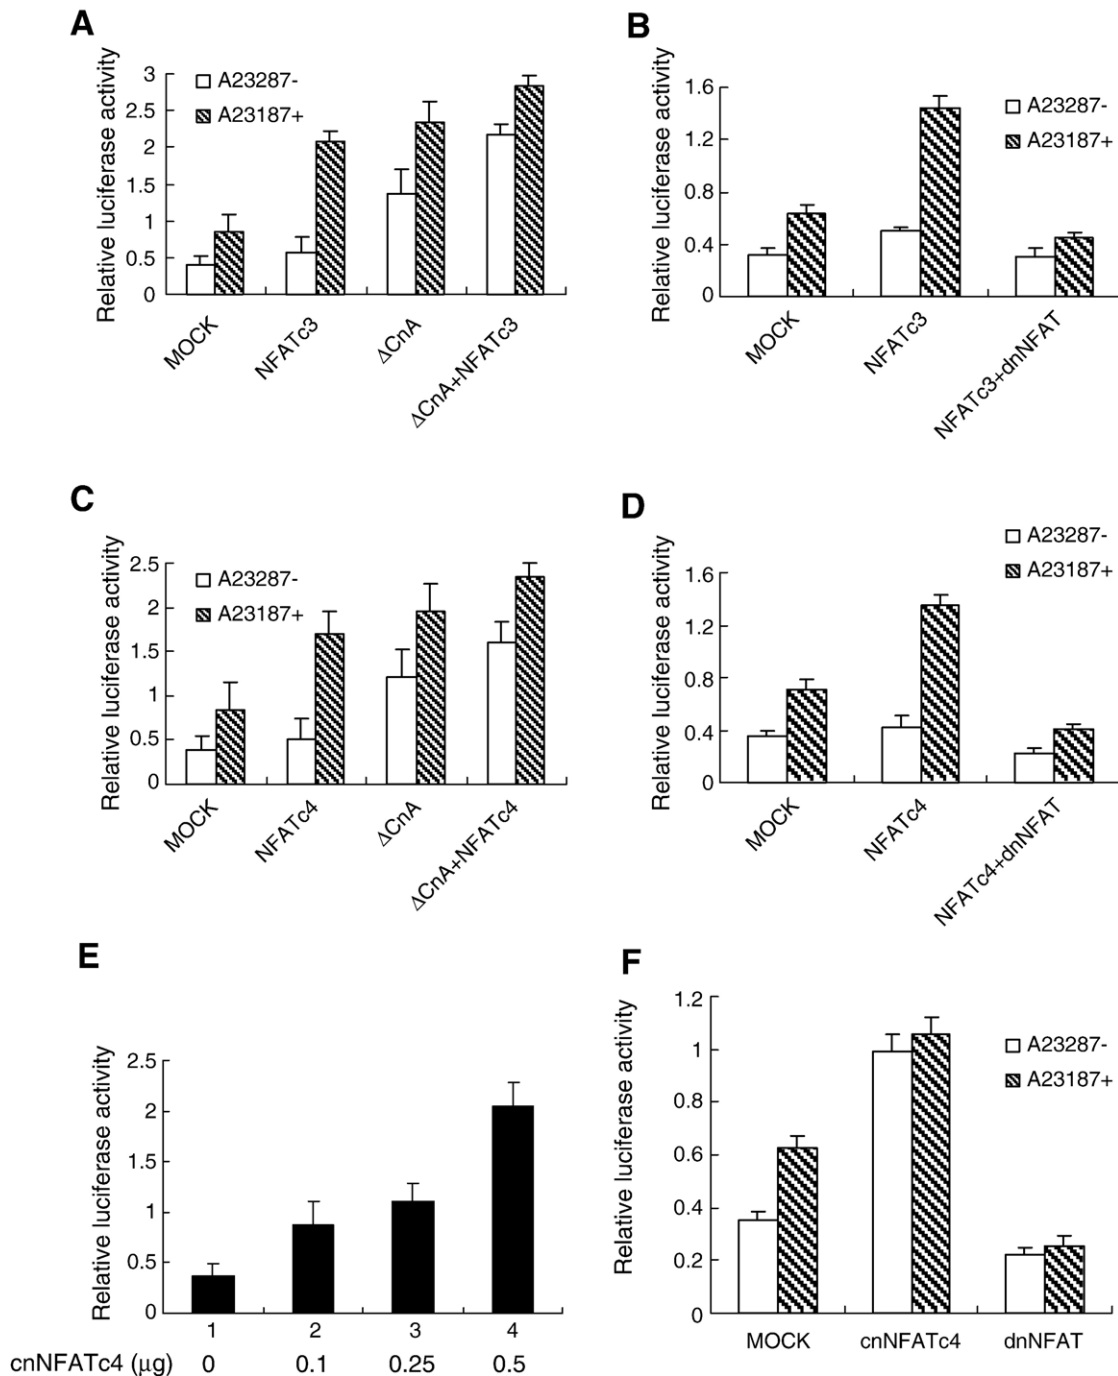 A
Relative luciferase activity
3
2.5
2
1.5
1
0.5
0
A23287-
A23187+
MOCK
NFATc3
ΔCnA
ΔCnA+NFATc3
B
Relative luciferase activity
1.6
1.2
0.8
0.4
0
A23287-
A23187+
MOCK
NFATc3
NFATc3+dnNFAT
C
Relative luciferase activity
2.5
2
1.5
1
0.5
0
A23287-
A23187+
MOCK
NFATc4
ΔCnA
ΔCnA+NFATc4
D
Relative luciferase activity
1.6
1.2
0.8
0.4
0
A23287-
A23187+
MOCK
NFATc4
NFATc4+dnNFAT
E
Relative luciferase activity
2.5
2
1.5
1
0.5
0
1 2 3 4
cnNFATc4 (μg) 0 0.1 0.25 0.5
F
Relative luciferase activity
1.2
1
0.8
0.6
0.4
0.2
0
A23287-
A23187+
MOCK cnNFATc4 dnNFAT